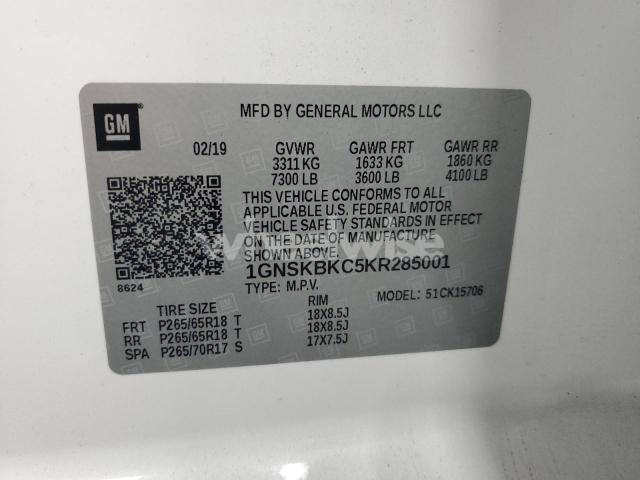 GM
MFD BY GENERAL MOTORS LLC
02/19 GVWR GAWR FRT GAWR RR
3311 KG 1633 KG 1860 KG
7300 LB 3600 LB 4100 LB
THIS VEHICLE CONFORMS TO ALL
APPLICABLE U.S. FEDERAL MOTOR
VEHICLE SAFETY STANDARDS IN EFFECT
ON THE DATE OF MANUFACTURE
SHOWN ABOVE.
8624
1GNSKBKC5KR285001
TYPE: M.P.V. MODEL: 51CK15706
TIRE SIZE RIM
FRT P265/65R18 T 18X8.5J
RR P265/65R18 T 18X8.5J
SPA P265/70R17 S 17X7.5J